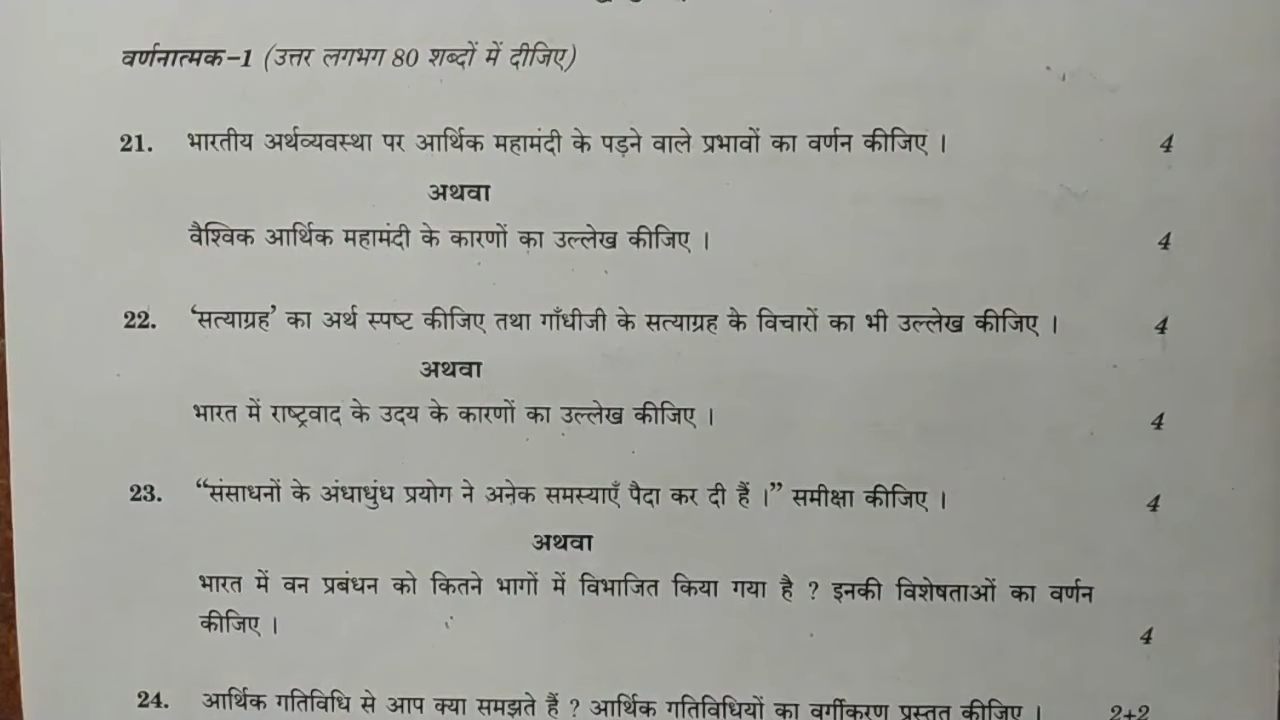 वर्णनात्मक-1 (उत्तर लगभग 80 शब्दों में दीजिए)
21. भारतीय अर्थव्यवस्था पर आर्थिक महामंदी के पड़ने वाले प्रभावों का वर्णन कीजिए । 4
अथवा
वैश्विक आर्थिक महामंदी के कारणों का उल्लेख कीजिए । 4
22. 'सत्याग्रह' का अर्थ स्पष्ट कीजिए तथा गाँधीजी के सत्याग्रह के विचारों का भी उल्लेख कीजिए । 4
अथवा
भारत में राष्ट्रवाद के उदय के कारणों का उल्लेख कीजिए । 4
23. “संसाधनों के अंधाधुंध प्रयोग ने अनेक समस्याएँ पैदा कर दी हैं ।” समीक्षा कीजिए । 4
अथवा
भारत में वन प्रबंधन को कितने भागों में विभाजित किया गया है ? इनकी विशेषताओं का वर्णन
कीजिए । 4
24. आर्थिक गतिविधि से आप क्या समझते हैं ? आर्थिक गतिविधियों का वर्गीकरण प्रस्तुत कीजिए । 2+2